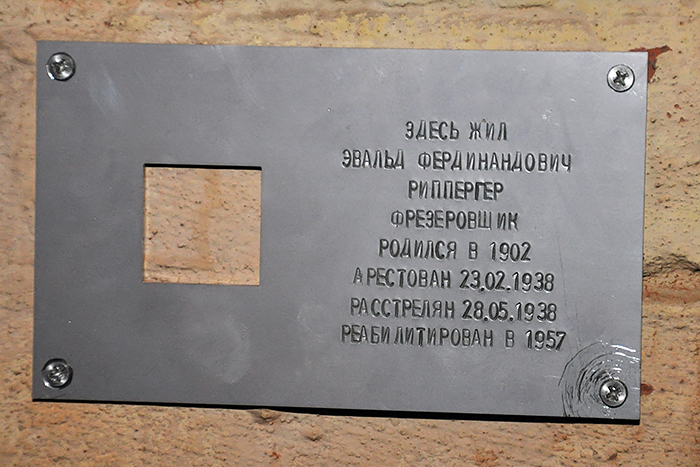 ЗДЕСЬ ЖИЛ
ЭВАЛЬД ФЕРДИНАНДОВИЧ
РИППЕРГЕР
ФРЕЗЕРОВЩИК
РОДИЛСЯ В 1902
АРЕСТОВАН 23.02.1938
РАССТРЕЛЯН 28.05.1938
РЕАБИЛИТИРОВАН В 1957